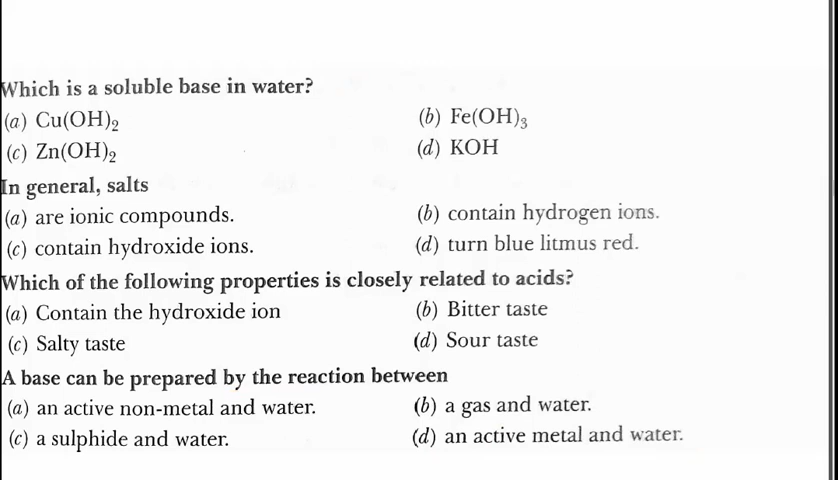 Which is a soluble base in water?
(a) Cu(OH)₂ (b) Fe(OH)₃
(c) Zn(OH)₂ (d) KOH
In general, salts
(a) are ionic compounds. (b) contain hydrogen ions.
(c) contain hydroxide ions. (d) turn blue litmus red.
Which of the following properties is closely related to acids?
(a) Contain the hydroxide ion (b) Bitter taste
(c) Salty taste (d) Sour taste
A base can be prepared by the reaction between
(a) an active non-metal and water. (b) a gas and water.
(c) a sulphide and water. (d) an active metal and water.